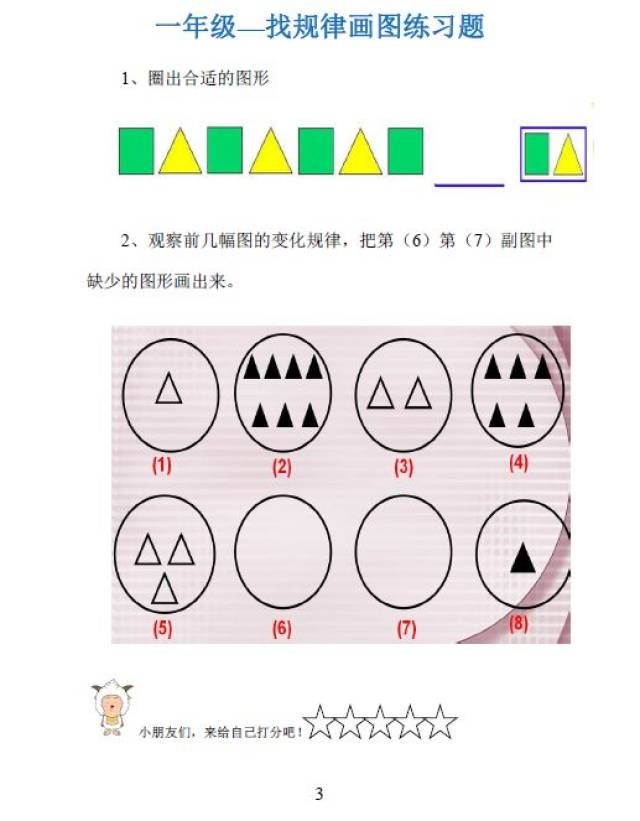 一年级—找规律画图练习题
1、圈出合适的图形
2、观察前几幅图的变化规律，把第（6）第（7）副图中
缺少的图形画出来。
(1) (2) (3) (4)
(5) (6) (7) (8)
小朋友们，来给自己打分吧！
3